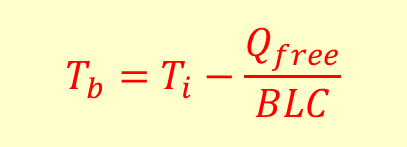 T_b = T_i − Q_free / BLC